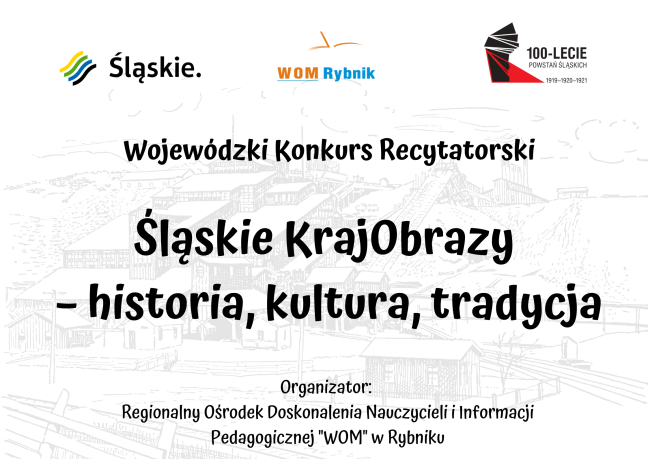 Śląskie.
WOM Rybnik
100-LECIE
POWSTAŃ ŚLĄSKICH
1919–1920–1921
Wojewódzki Konkurs Recytatorski
Śląskie KrajObrazy
– historia, kultura, tradycja
Organizator:
Regionalny Ośrodek Doskonalenia Nauczycieli i Informacji
Pedagogicznej "WOM" w Rybniku